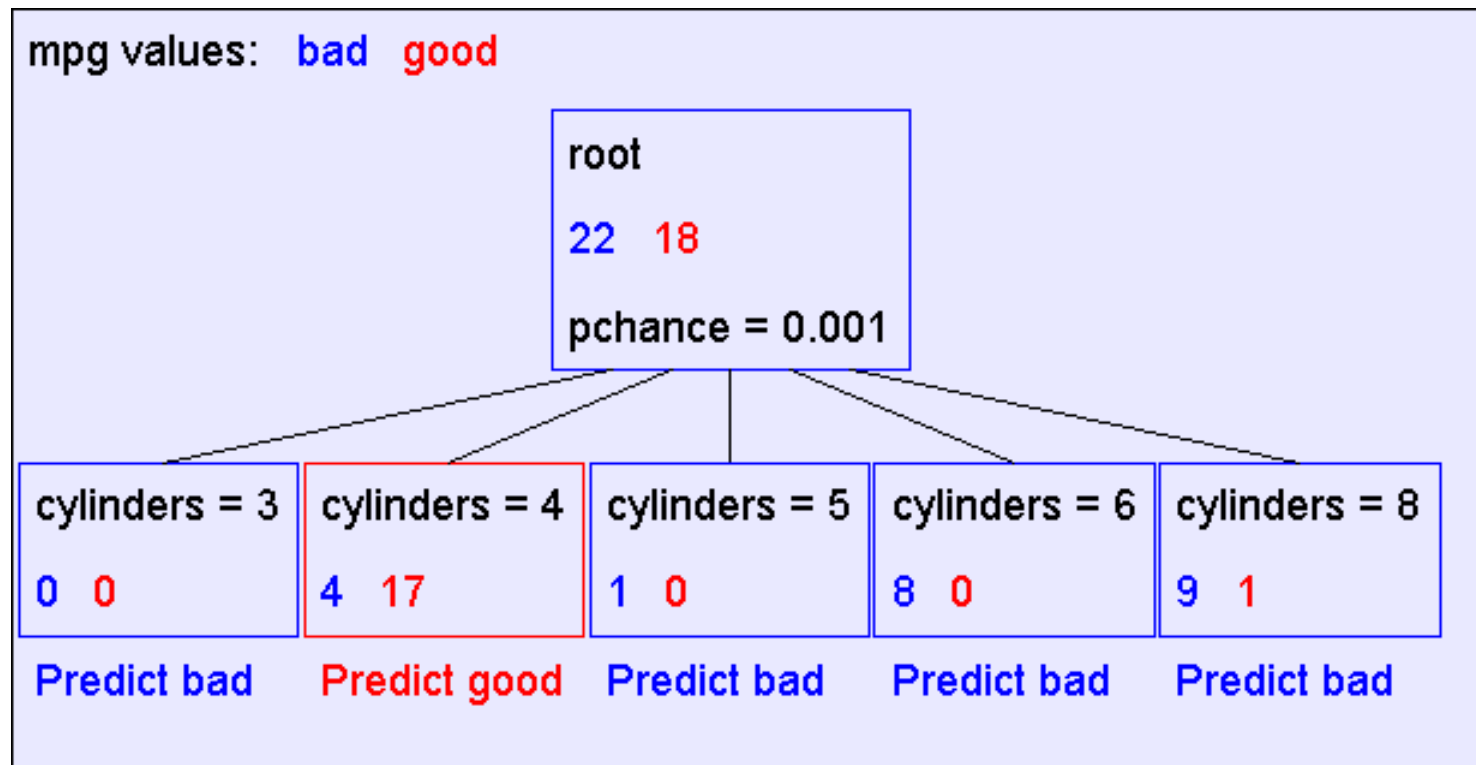 mpg values: bad good
root
22 18
pchance = 0.001
cylinders = 3
0 0
Predict bad
cylinders = 4
4 17
Predict good
cylinders = 5
1 0
Predict bad
cylinders = 6
8 0
Predict bad
cylinders = 8
9 1
Predict bad